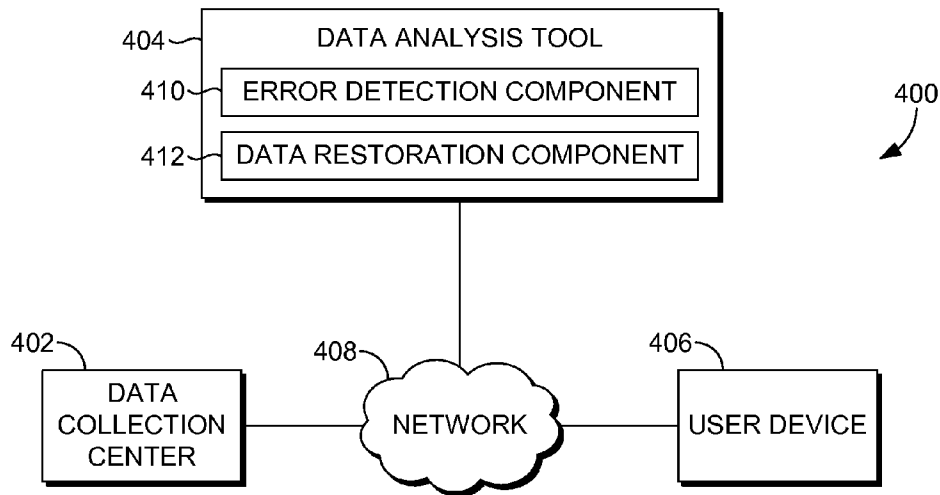 404
DATA ANALYSIS TOOL
410
ERROR DETECTION COMPONENT
400
412
DATA RESTORATION COMPONENT
402
DATA
COLLECTION
CENTER
408
NETWORK
406
USER DEVICE